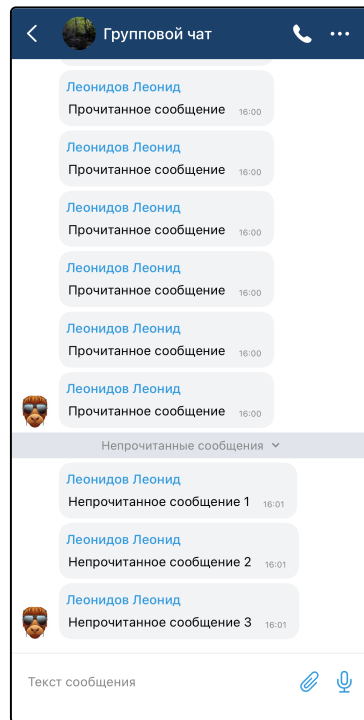 Групповой чат
Леонидов Леонид
Прочитанное сообщение 16:00
Леонидов Леонид
Прочитанное сообщение 16:00
Леонидов Леонид
Прочитанное сообщение 16:00
Леонидов Леонид
Прочитанное сообщение 16:00
Леонидов Леонид
Прочитанное сообщение 16:00
Леонидов Леонид
Прочитанное сообщение 16:00
Непрочитанные сообщения
Леонидов Леонид
Непрочитанное сообщение 1 16:01
Леонидов Леонид
Непрочитанное сообщение 2 16:01
Леонидов Леонид
Непрочитанное сообщение 3 16:01
Текст сообщения